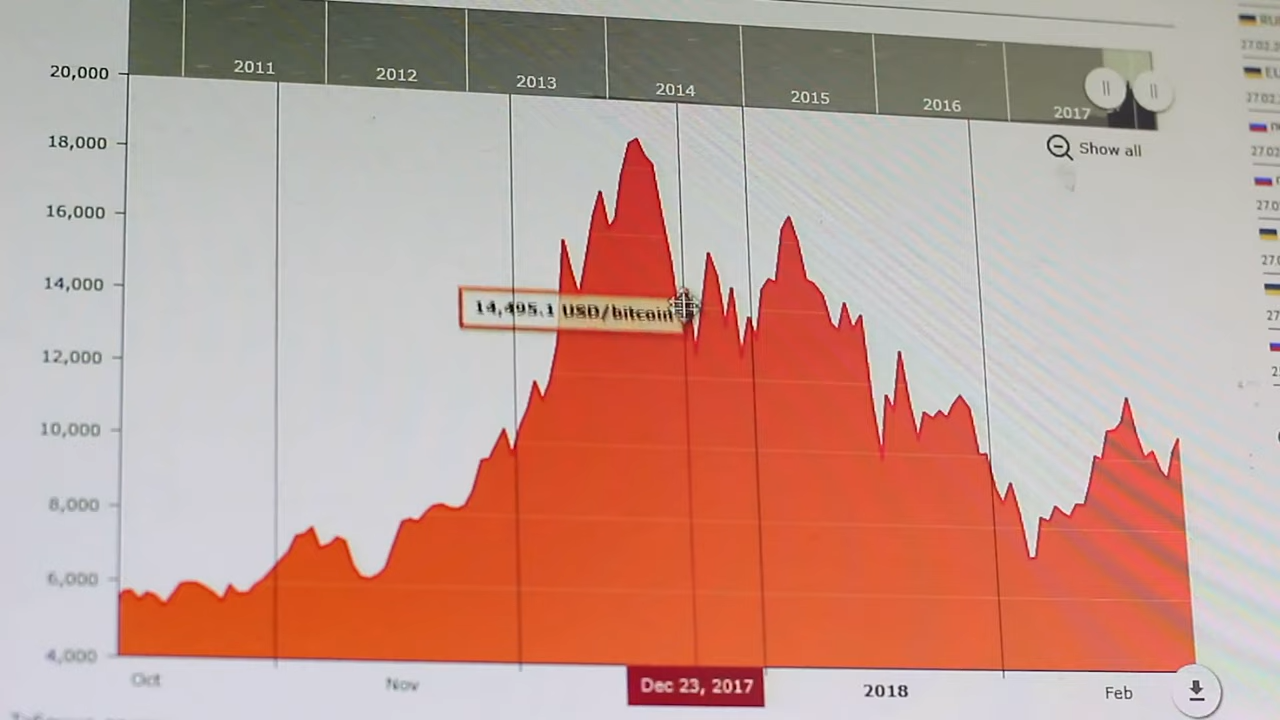 2011
2012
2013
2014
2015
2016
2017
Show all
20,000
18,000
16,000
14,000
12,000
10,000
8,000
6,000
4,000
14,495.1 USD/bitcoin
Oct
Nov
Dec 23, 2017
2018
Feb